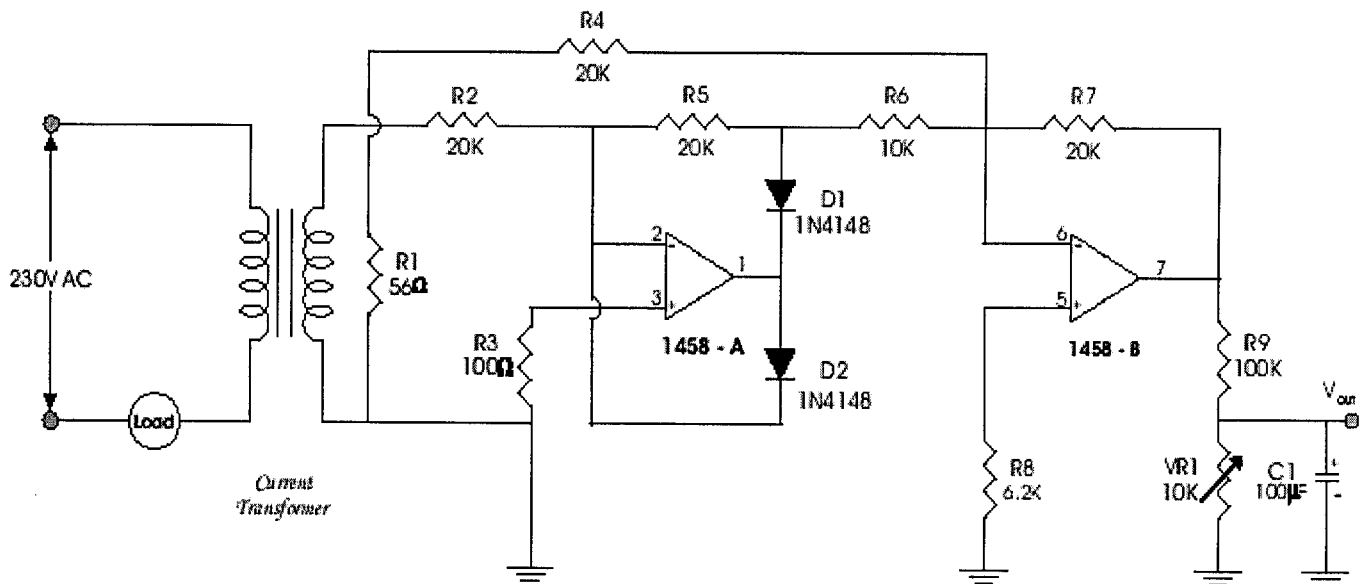 R4
20K
R2
20K
R5
20K
R6
10K
R7
20K
230V AC
R1
56Ω
D1
1N4148
2
-
3
+
1
1458 - A
6
-
5
+
7
1458 - B
R3
100Ω
D2
1N4148
R9
100K
Load
V out
Current
Transformer
R8
6.2K
VR1
10K
C1
100µF
+
-